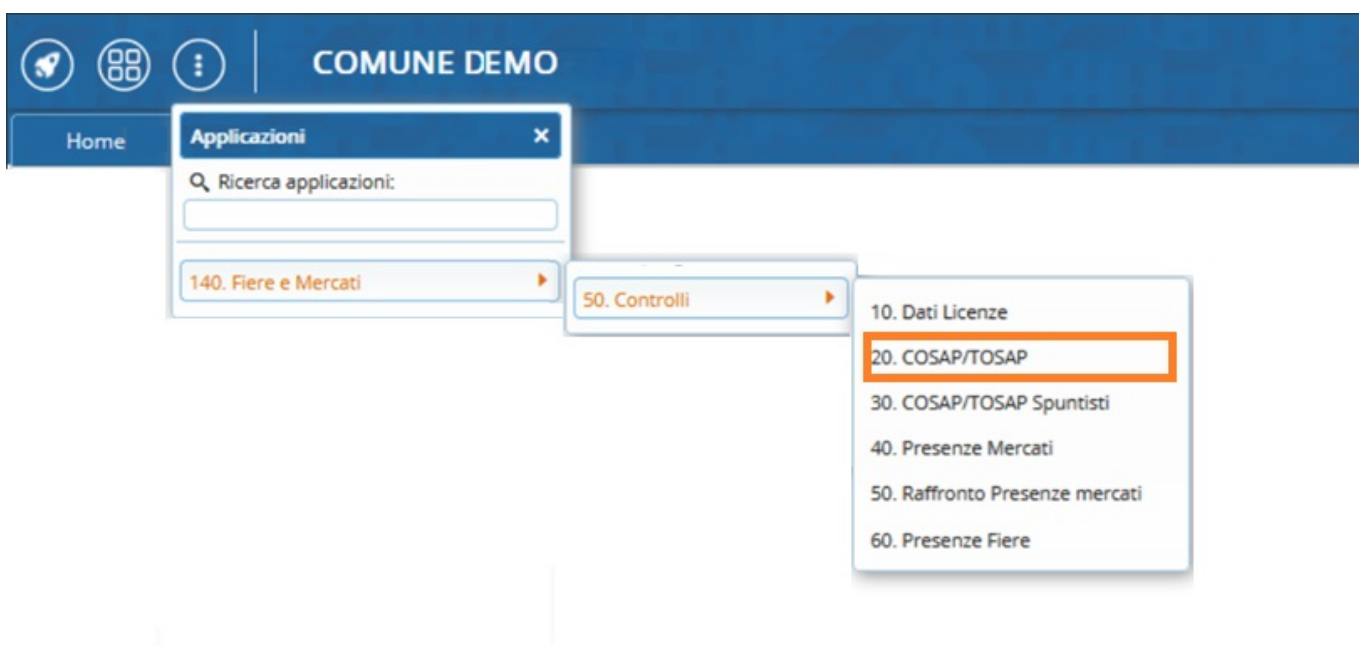 COMUNE DEMO
Home
Applicazioni
Ricerca applicazioni:
140. Fiere e Mercati
50. Controlli
10. Dati Licenze
20. COSAP/TOSAP
30. COSAP/TOSAP Spuntisti
40. Presenze Mercati
50. Raffronto Presenze mercati
60. Presenze Fiere